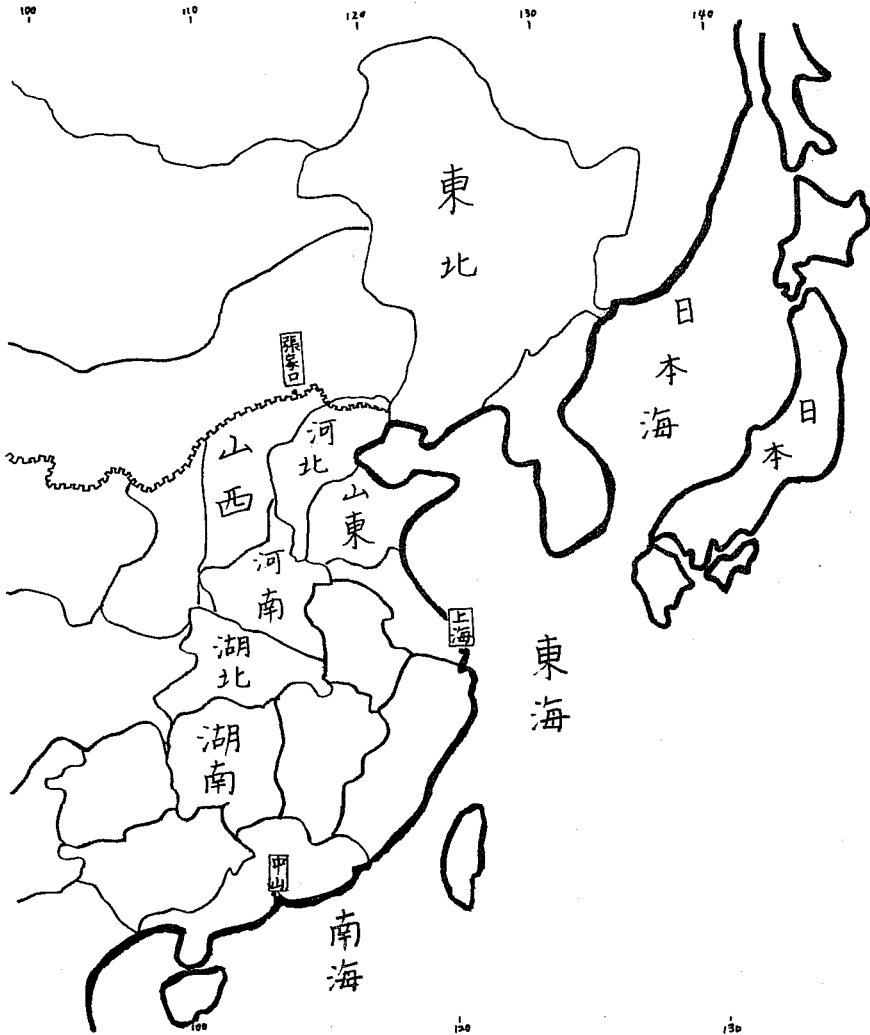 100 110 120 130 140
東北
日本海
張家口
日本
河北
山西
山東
河南
上海
湖北
東海
湖南
中山
南海
100 120 130